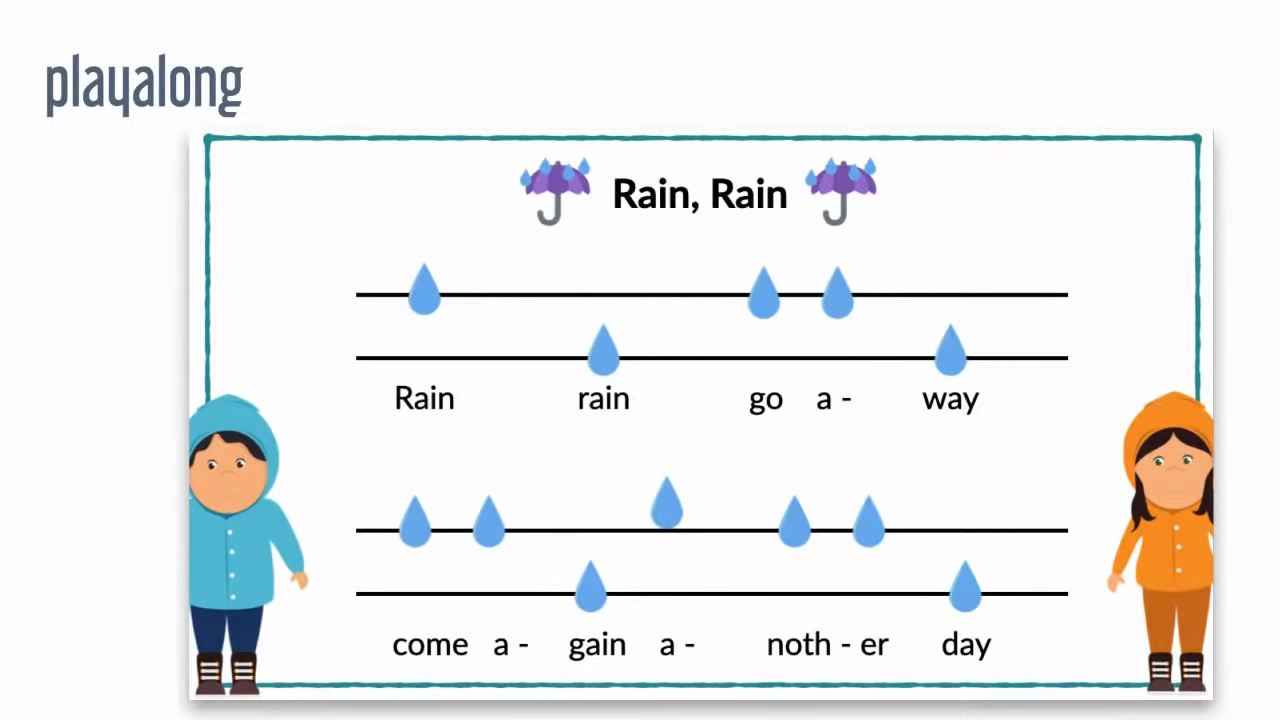 playalong
Rain, Rain
Rain rain go a - way
come a - gain a - noth - er day